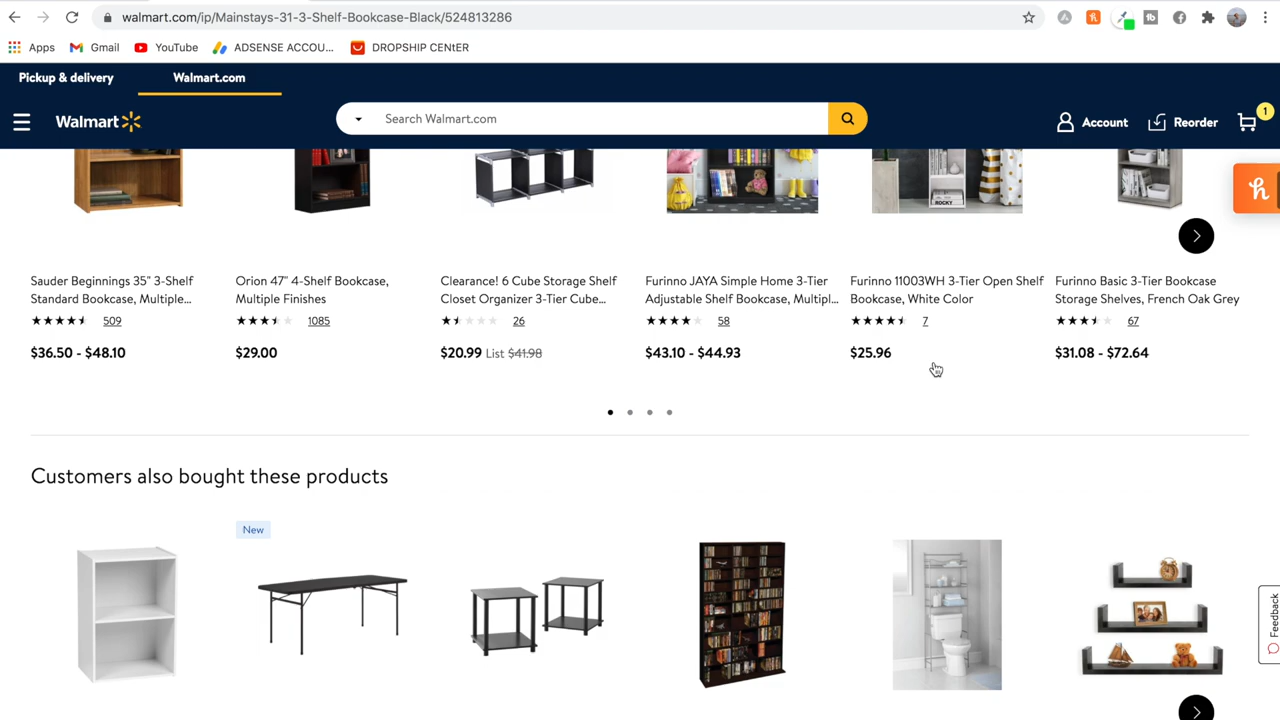 walmart.com/ip/Mainstays-31-3-Shelf-Bookcase-Black/524813286
Apps
Gmail
YouTube
ADSENSE ACCOU...
DROPSHIP CENtER
Pickup & delivery
Walmart.com
Walmart
Search Walmart.com
Account
Reorder
1
ROCKY
Sauder Beginnings 35" 3-Shelf
Standard Bookcase, Multiple...
509
$36.50 - $48.10
Orion 47" 4-Shelf Bookcase,
Multiple Finishes
1085
$29.00
Clearance! 6 Cube Storage Shelf
Closet Organizer 3-Tier Cube...
26
$20.99 List $41.98
Furinno JAYA Simple Home 3-Tier
Adjustable Shelf Bookcase, Multipl...
58
$43.10 - $44.93
Furinno 11003WH 3-Tier Open Shelf
Bookcase, White Color
7
$25.96
Furinno Basic 3-Tier Bookcase
Storage Shelves, French Oak Grey
67
$31.08 - $72.64
Customers also bought these products
New
Feedback